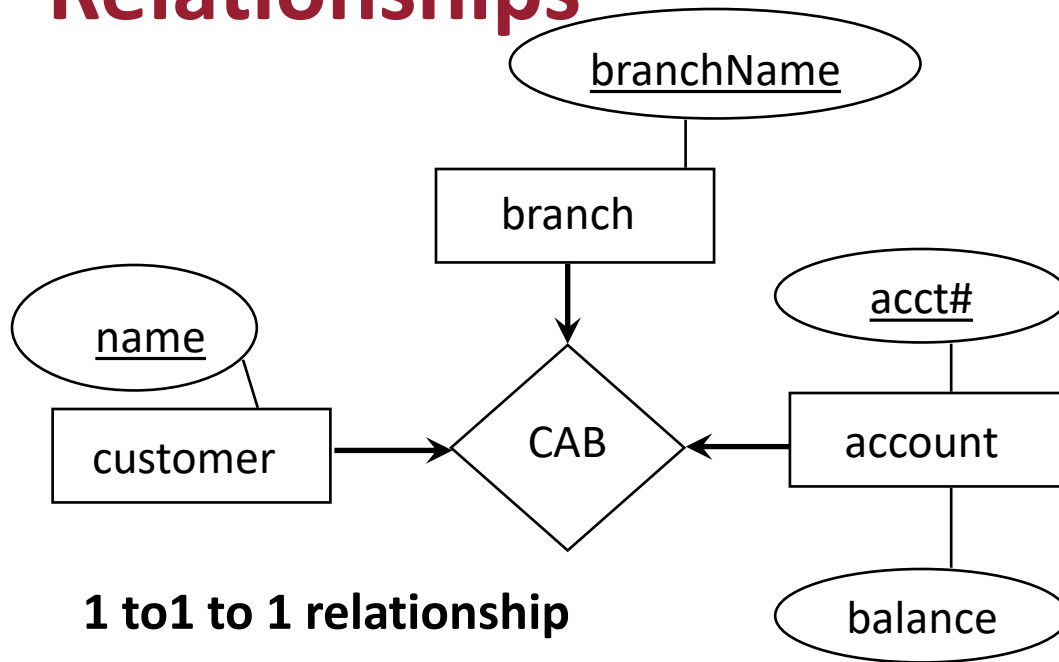 Relationships
branchName
branch
name
acct#
customer
CAB
account
1 to1 to 1 relationship
balance